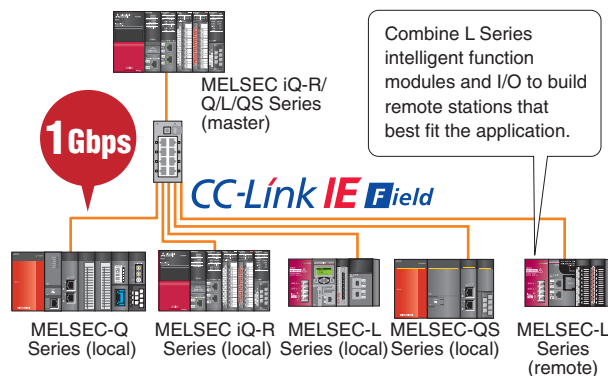 MELSEC iQ-R/
Q/L/QS Series
(master)
Combine L Series
intelligent function
modules and I/O to build
remote stations that
best fit the application.
1Gbps
CC-Link IE Field
MELSEC-Q
Series (local)
MELSEC iQ-R
Series (local)
MELSEC-L
Series (local)
MELSEC-QS
Series (local)
MELSEC-L
Series
(remote)